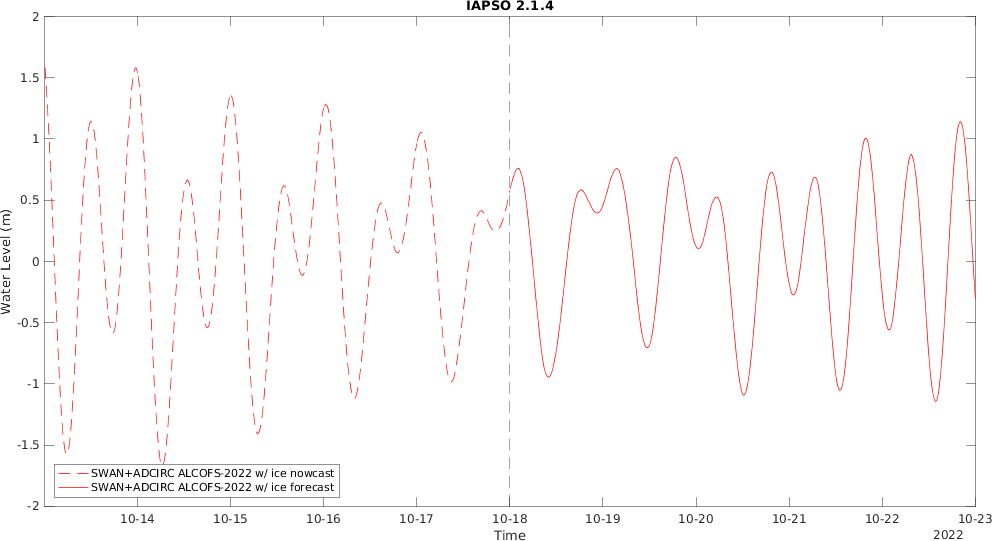 IAPSO 2.1.4
2
1.5
1
0.5
0
-0.5
-1
-1.5
-2
Water Level (m)
SWAN+ADCIRC ALCOFS-2022 w/ ice nowcast
SWAN+ADCIRC ALCOFS-2022 w/ ice forecast
10-14 10-15 10-16 10-17 10-18 10-19 10-20 10-21 10-22 10-23
Time
2022